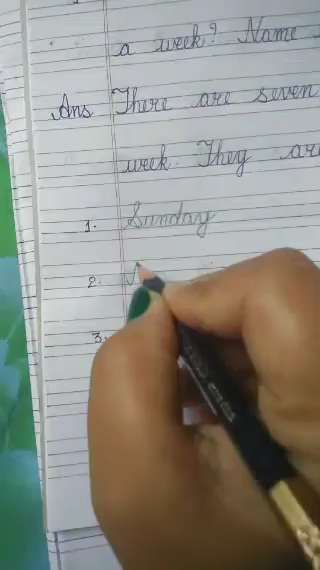 a week? Name
Ans There are seven
week. They are
1. Sunday
2.
3.